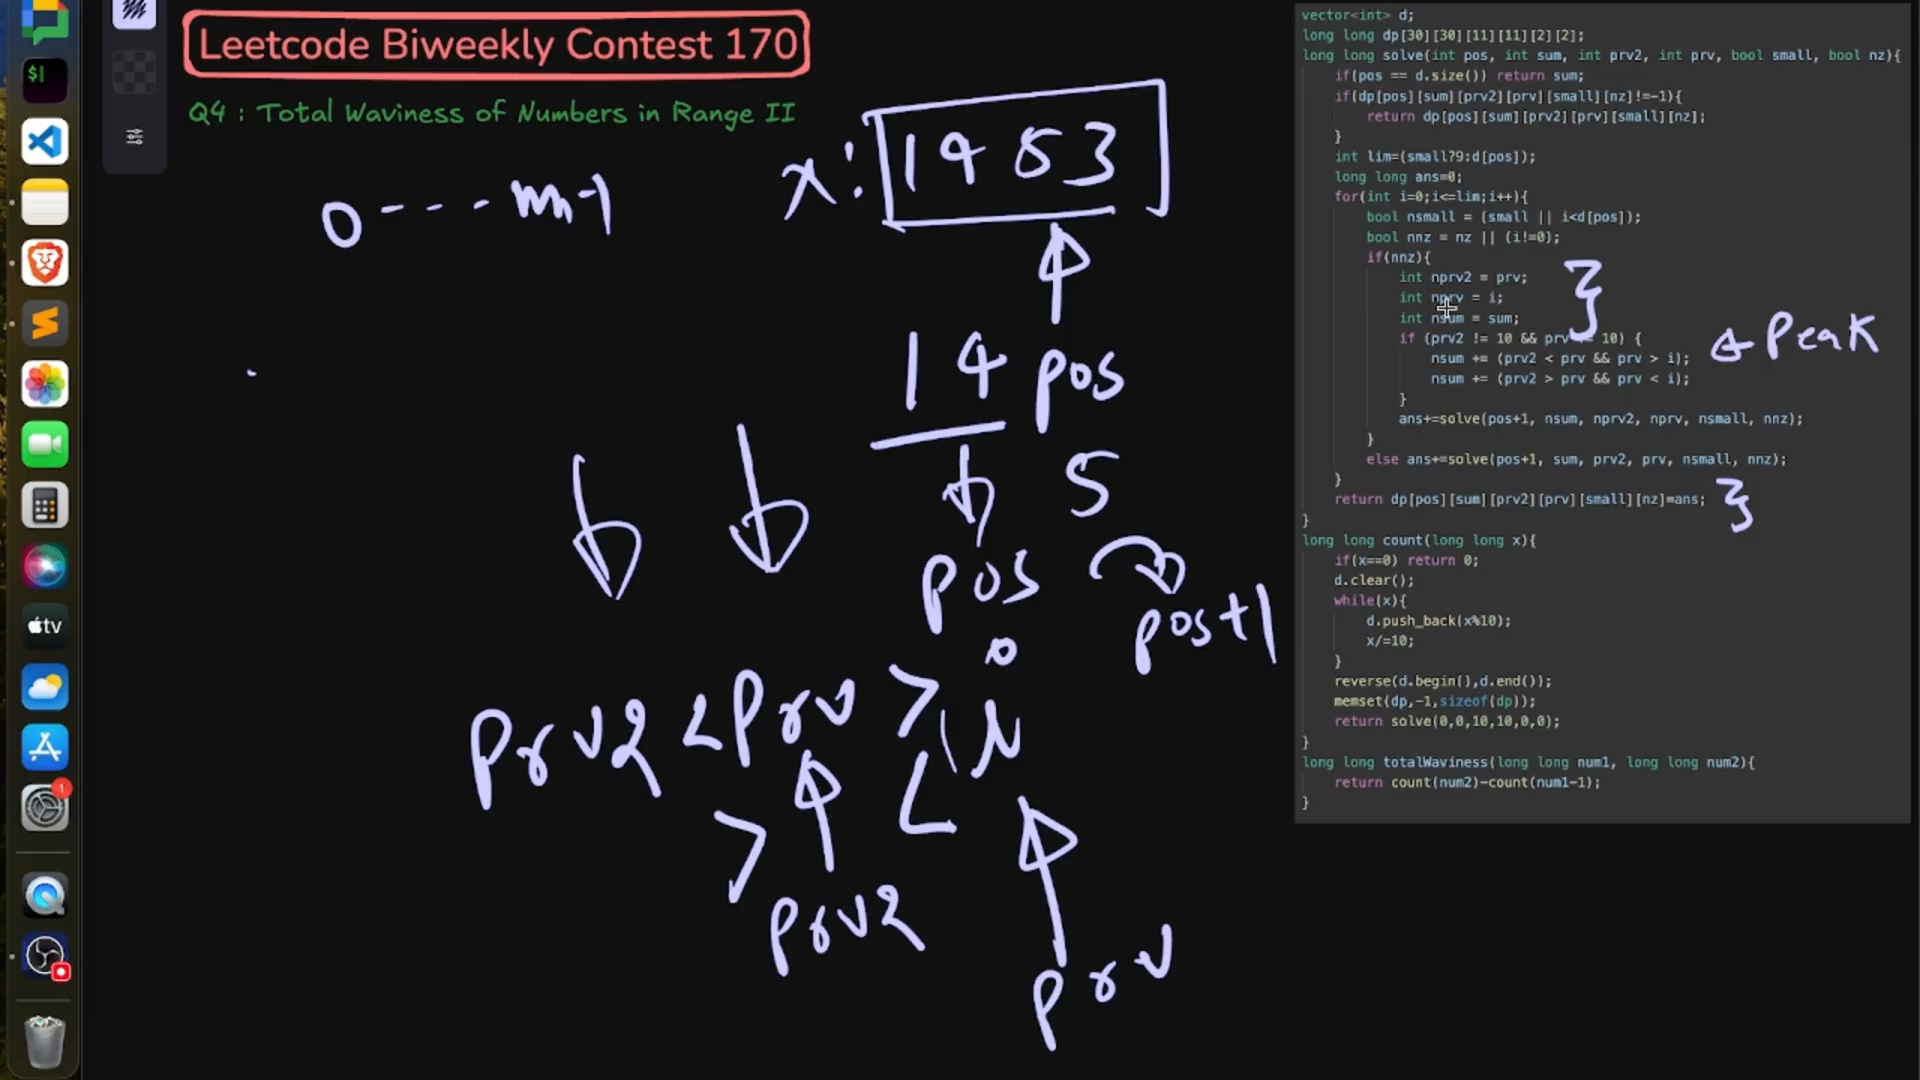 Leetcode Biweekly Contest 170
Q4 : Total Waviness of Numbers in Range II
0 - - - m-1
x: 1453
14 pos
5
pos
pos+1
prv2 < prv > i
> <
prv2
prv
$|
tv
1
vector<int> d;
long long dp[30][30][11][11][2][2];
long long solve(int pos, int sum, int prv2, int prv, bool small, bool nz){
if(pos == d.size()) return sum;
if(dp[pos][sum][prv2][prv][small][nz]!=-1){
return dp[pos][sum][prv2][prv][small][nz];
}
int lim=(small?9:d[pos]);
long long ans=0;
for(int i=0;i<=lim;i++){
bool nsmall = (small || i<d[pos]);
bool nnz = nz || (i!=0);
if(nnz){
int nprv2 = prv;
int nprv = i;
int nsum = sum;
if (prv2 != 10 && prv != 10) {
nsum += (prv2 < prv && prv > i);
nsum += (prv2 > prv && prv < i);
}
ans+=solve(pos+1, nsum, nprv2, nprv, nsmall, nnz);
}
else ans+=solve(pos+1, sum, prv2, prv, nsmall, nnz);
}
return dp[pos][sum][prv2][prv][small][nz]=ans;
}
long long count(long long x){
if(x==0) return 0;
d.clear();
while(x){
d.push_back(x%10);
x/=10;
}
reverse(d.begin(),d.end());
memset(dp,-1,sizeof(dp));
return solve(0,0,10,10,0,0);
}
long long totalWaviness(long long num1, long long num2){
return count(num2)-count(num1-1);
}
Peak